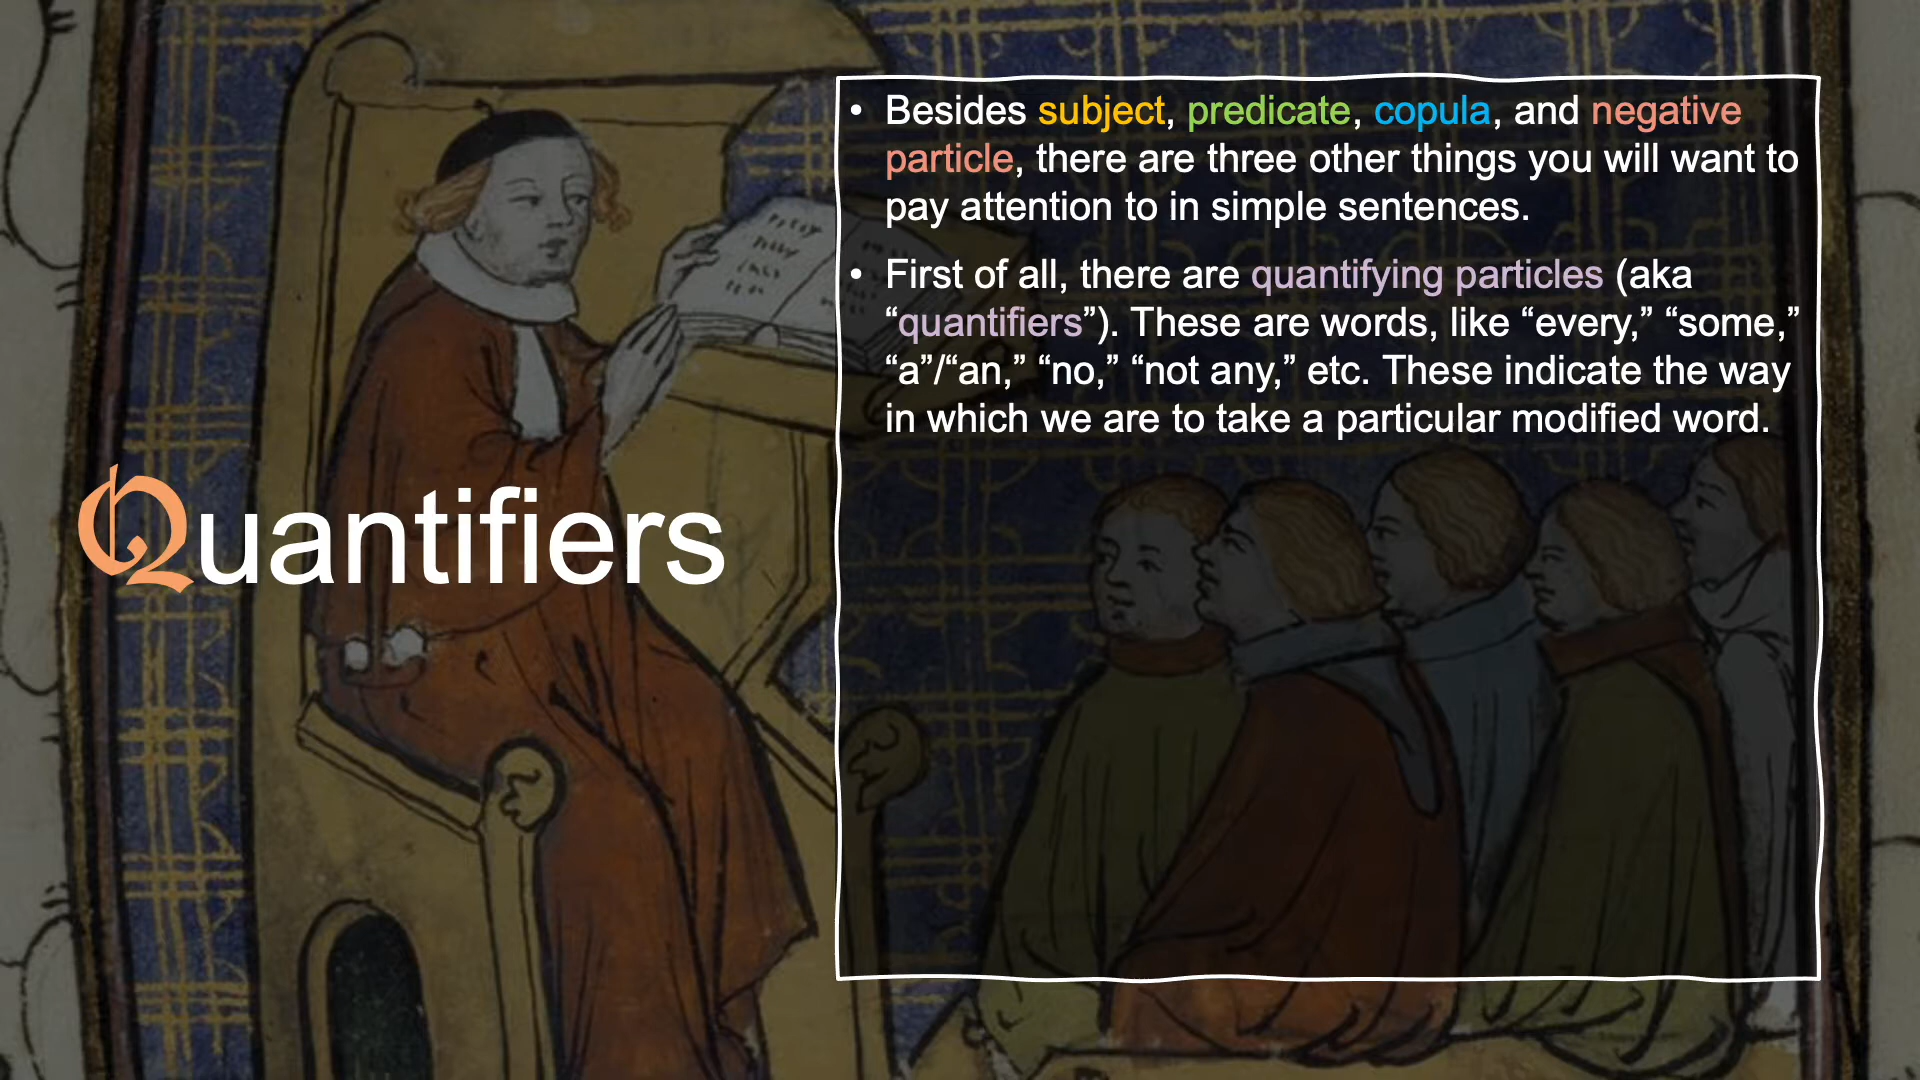 Quantifiers
• Besides subject, predicate, copula, and negative
particle, there are three other things you will want to
pay attention to in simple sentences.
• First of all, there are quantifying particles (aka
“quantifiers”). These are words, like “every,” “some,”
“a”/“an,” “no,” “not any,” etc. These indicate the way
in which we are to take a particular modified word.